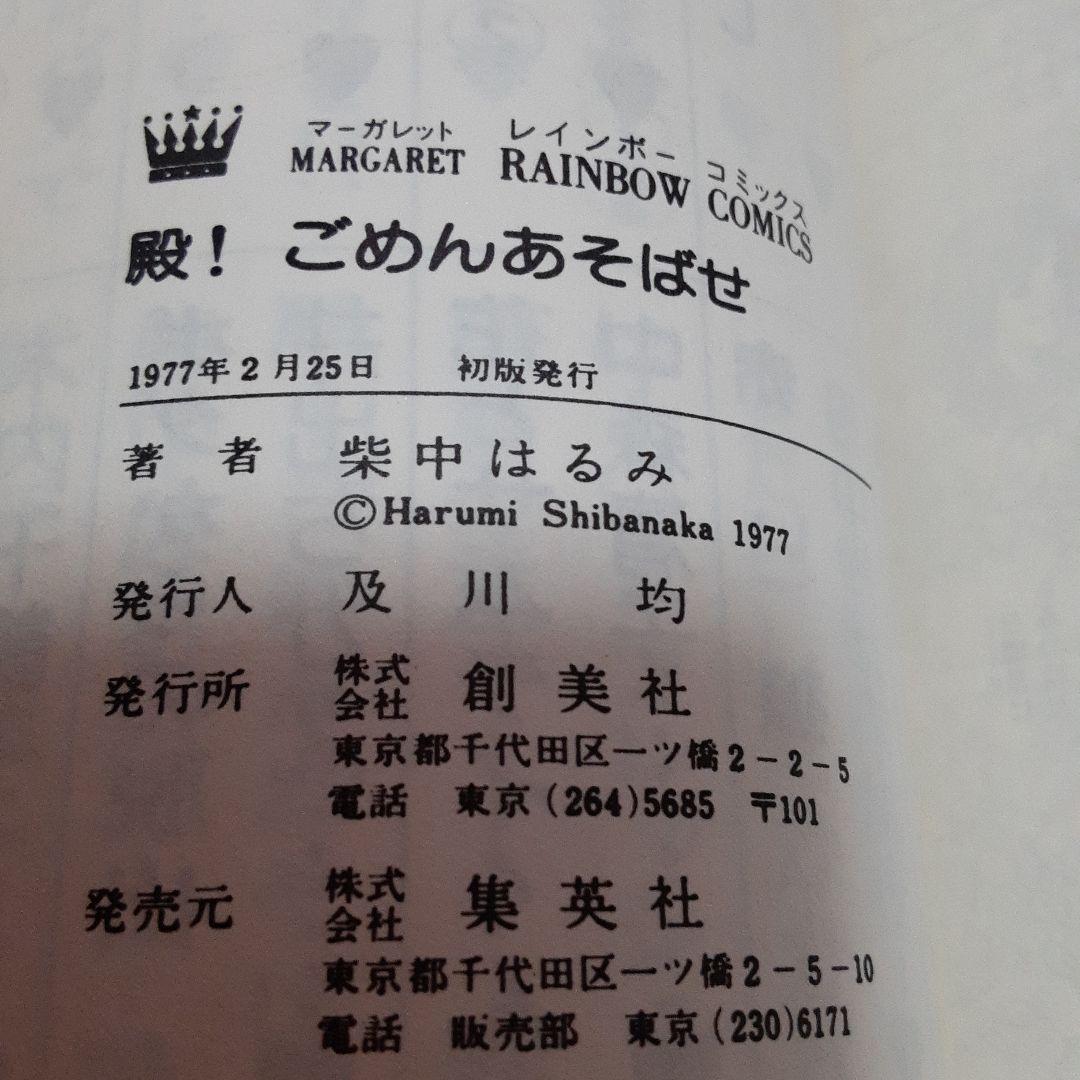 マーガレット レインボー コミックス
MARGARET RAINBOW COMICS
殿! ごめんあそばせ
1977年2月25日 初版発行
著者 柴中はるみ
©Harumi Shibanaka 1977
発行人 及川 均
発行所 株式会社 創美社
東京都千代田区一ツ橋2-2-5
電話 東京(264)5685 〒101
発売元 株式会社 集英社
東京都千代田区一ツ橋2-5-10
電話 販売部 東京(230)6171